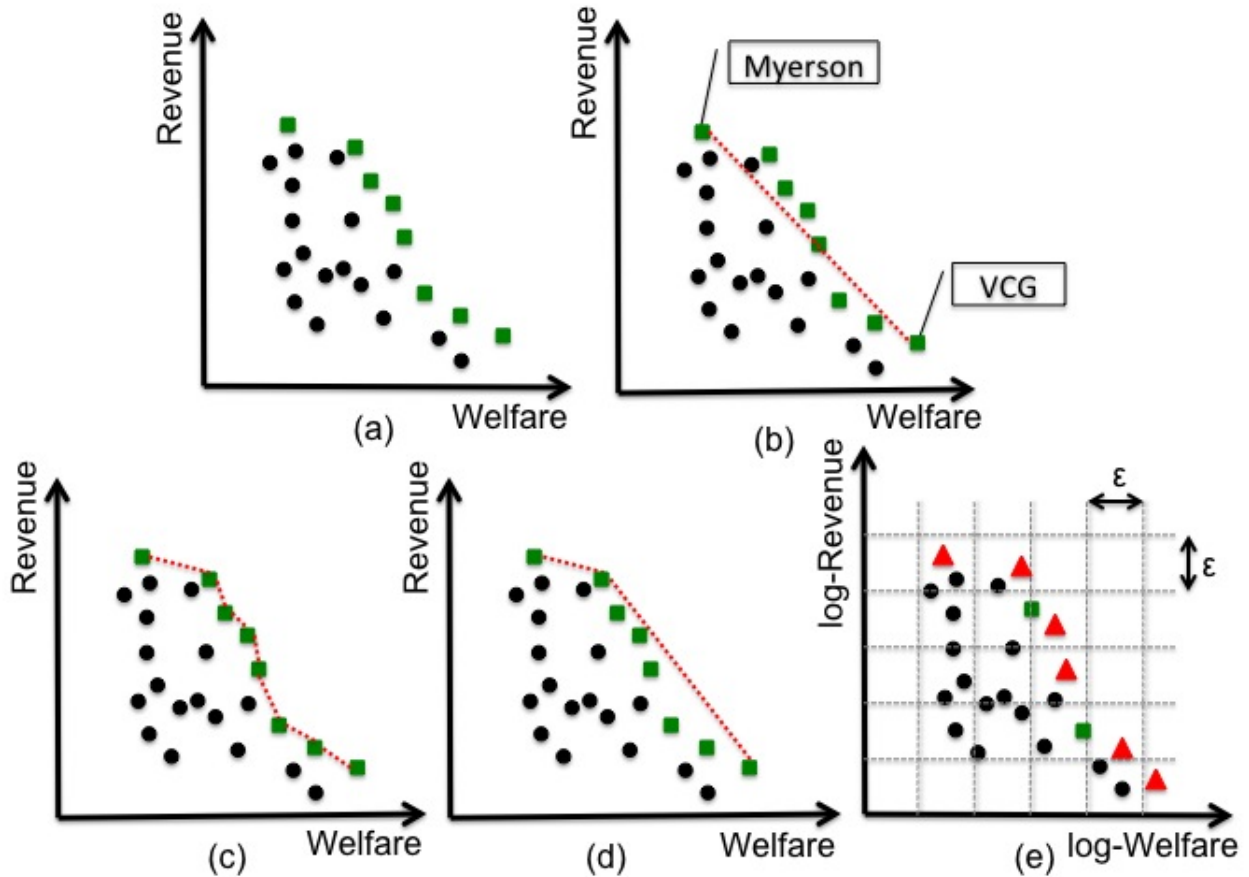 Revenue
Welfare
(a)
Revenue
Myerson
VCG
Welfare
(b)
Revenue
Welfare
(c)
Revenue
Welfare
(d)
log-Revenue
ε
ε
log-Welfare
(e)